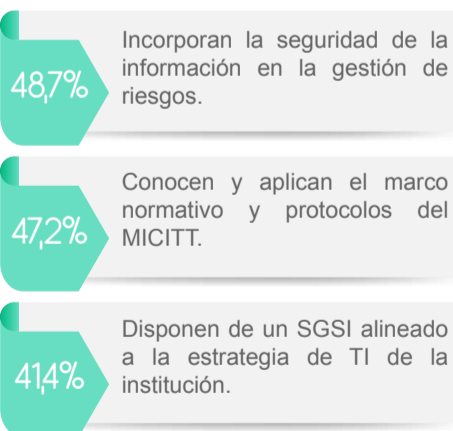 48,7%
Incorporan la seguridad de la
información en la gestión de
riesgos.
47,2%
Conocen y aplican el marco
normativo y protocolos del
MICITT.
41,4%
Disponen de un SGSI alineado
a la estrategia de TI de la
institución.